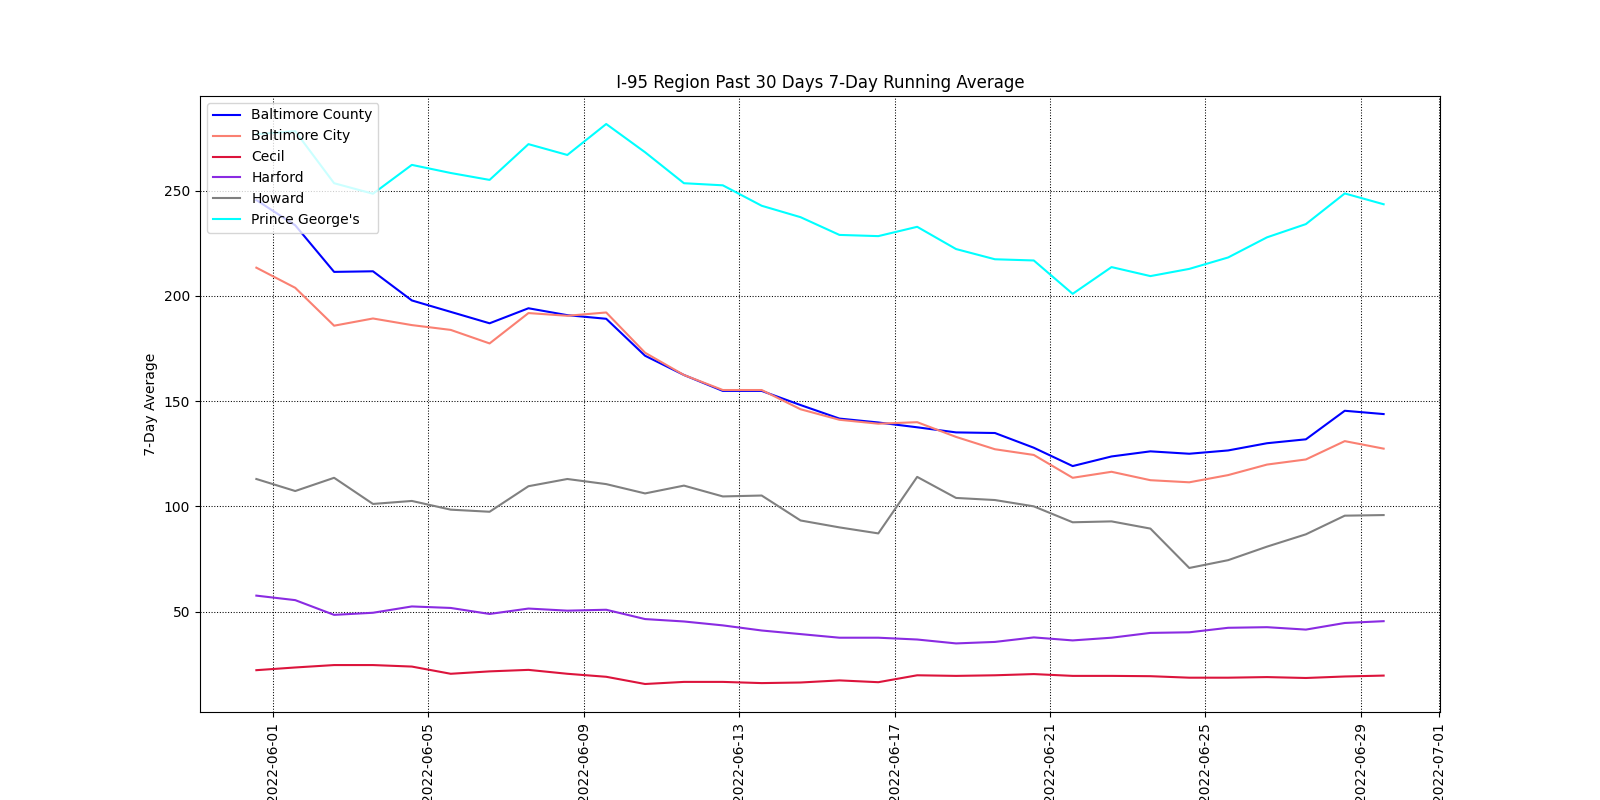 I-95 Region Past 30 Days 7-Day Running Average
Baltimore County
Baltimore City
Cecil
Harford
Howard
Prince George's
250
200
150
100
50
7-Day Average
2022-06-01
2022-06-05
2022-06-09
2022-06-13
2022-06-17
2022-06-21
2022-06-25
2022-06-29
2022-07-01